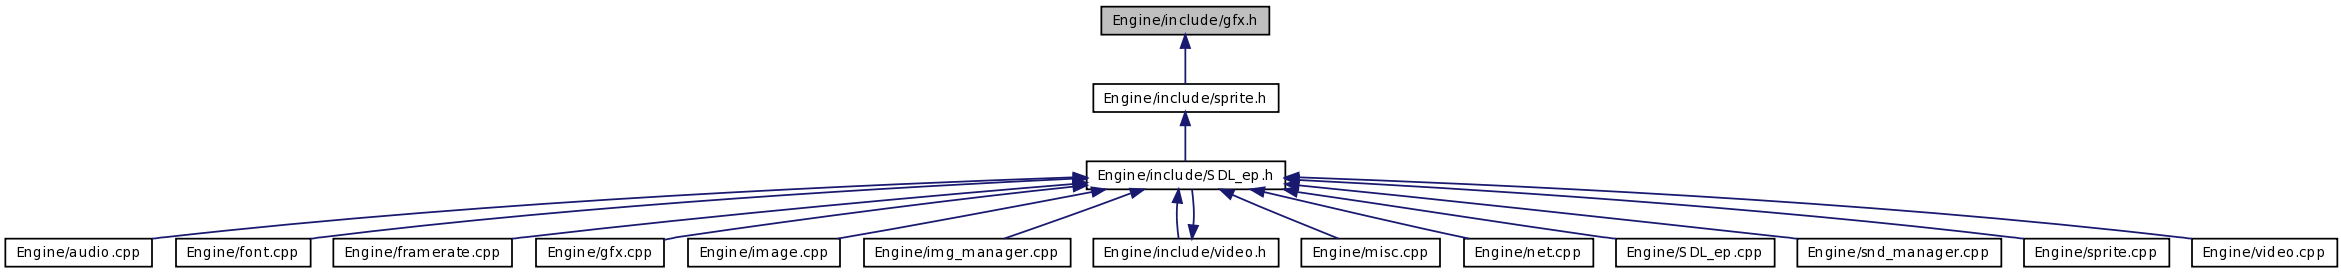 Engine/include/gfx.h
Engine/include/sprite.h
Engine/include/SDL_ep.h
Engine/audio.cpp
Engine/font.cpp
Engine/framerate.cpp
Engine/gfx.cpp
Engine/image.cpp
Engine/img_manager.cpp
Engine/include/video.h
Engine/misc.cpp
Engine/net.cpp
Engine/SDL_ep.cpp
Engine/snd_manager.cpp
Engine/sprite.cpp
Engine/video.cpp